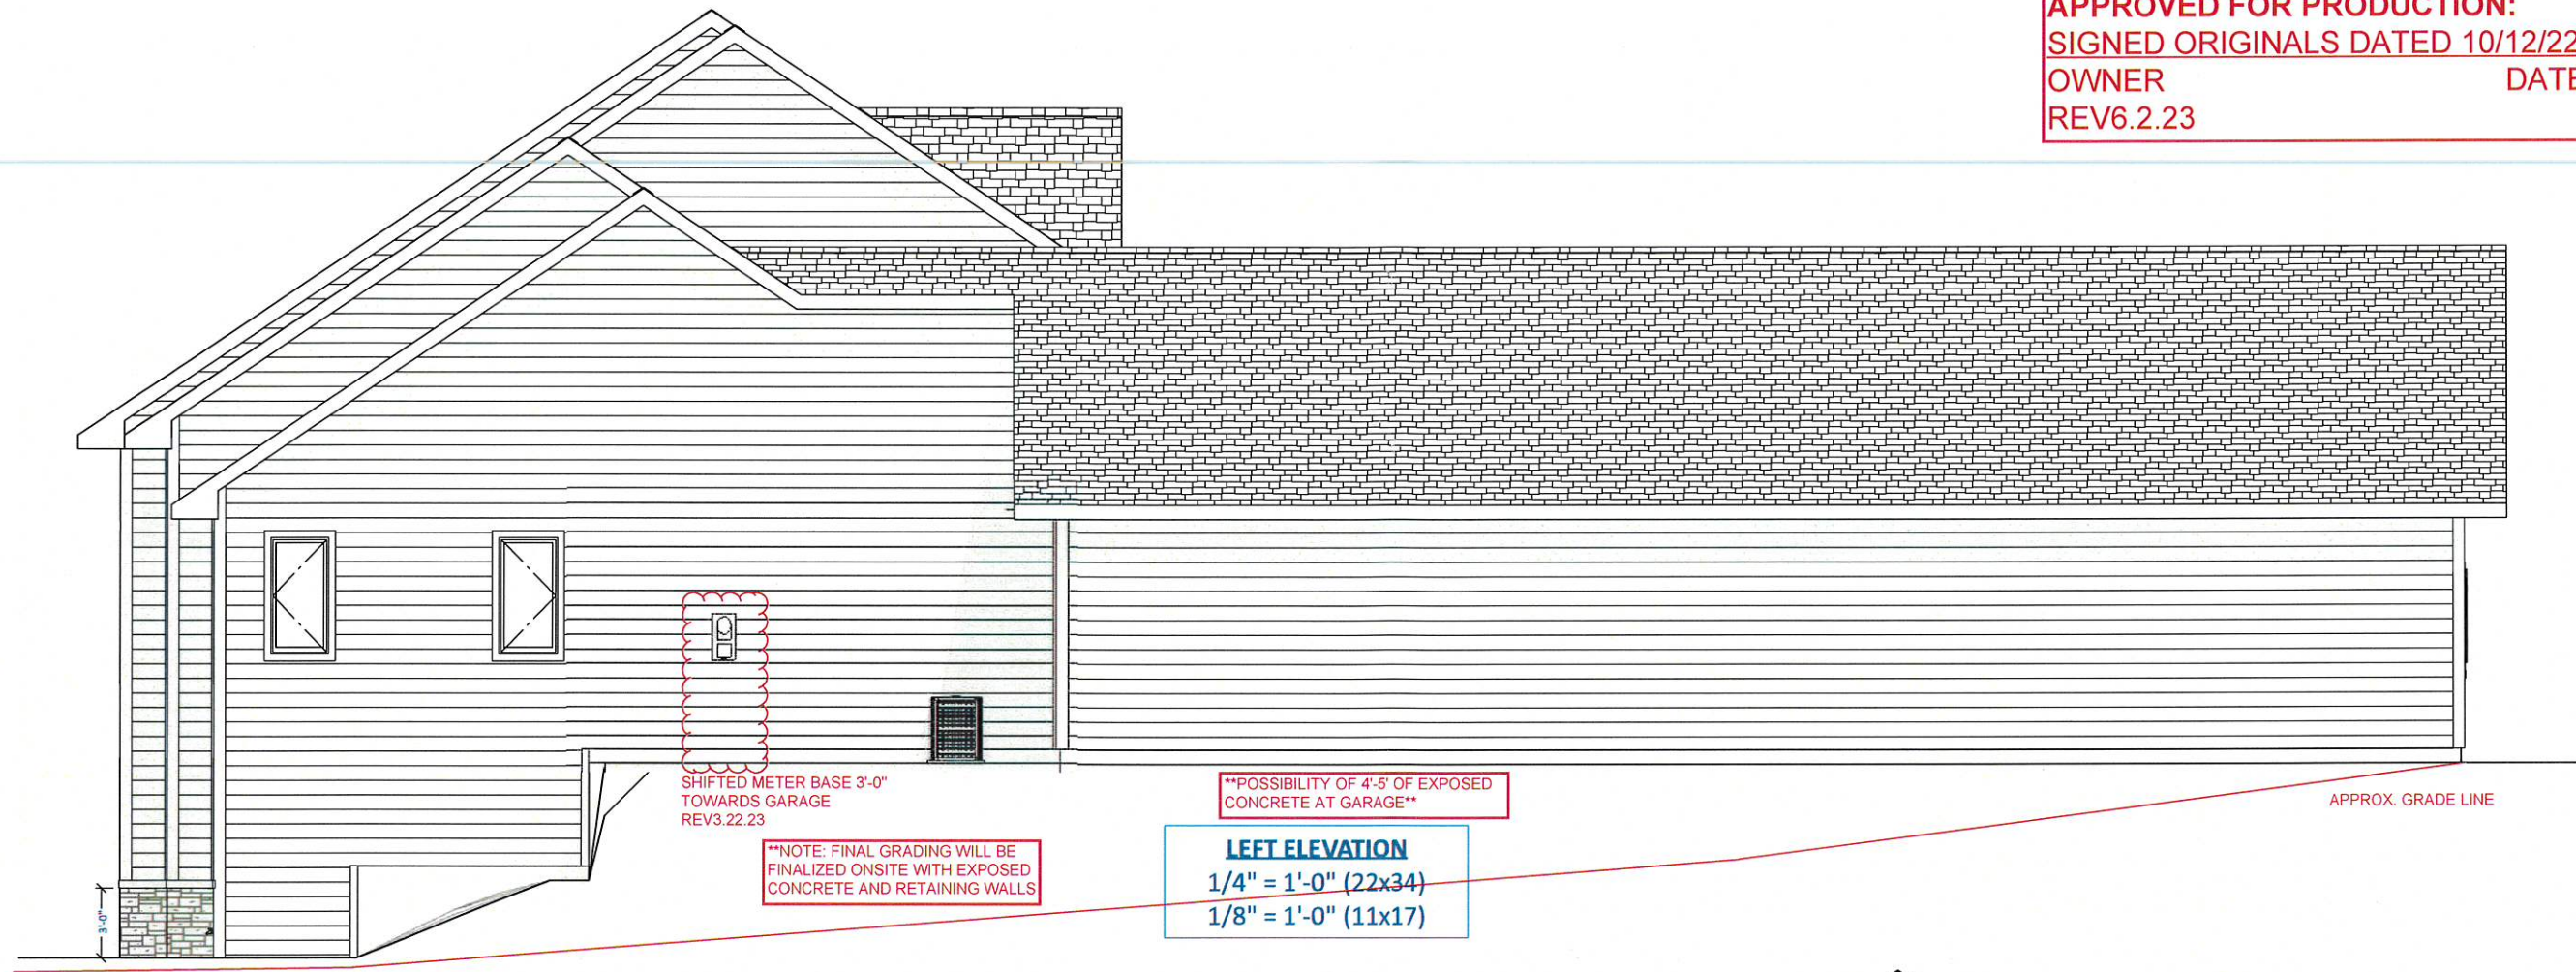 APPROVED FOR PRODUCTION:
SIGNED ORIGINALS DATED 10/12/22
OWNER DATE
REV6.2.23
SHIFTED METER BASE 3'-0"
TOWARDS GARAGE
REV3.22.23
**POSSIBILITY OF 4'-5' OF EXPOSED
CONCRETE AT GARAGE**
APPROX. GRADE LINE
**NOTE: FINAL GRADING WILL BE
FINALIZED ONSITE WITH EXPOSED
CONCRETE AND RETAINING WALLS
LEFT ELEVATION
1/4" = 1'-0" (22x34)
1/8" = 1'-0" (11x17)
3'-0"